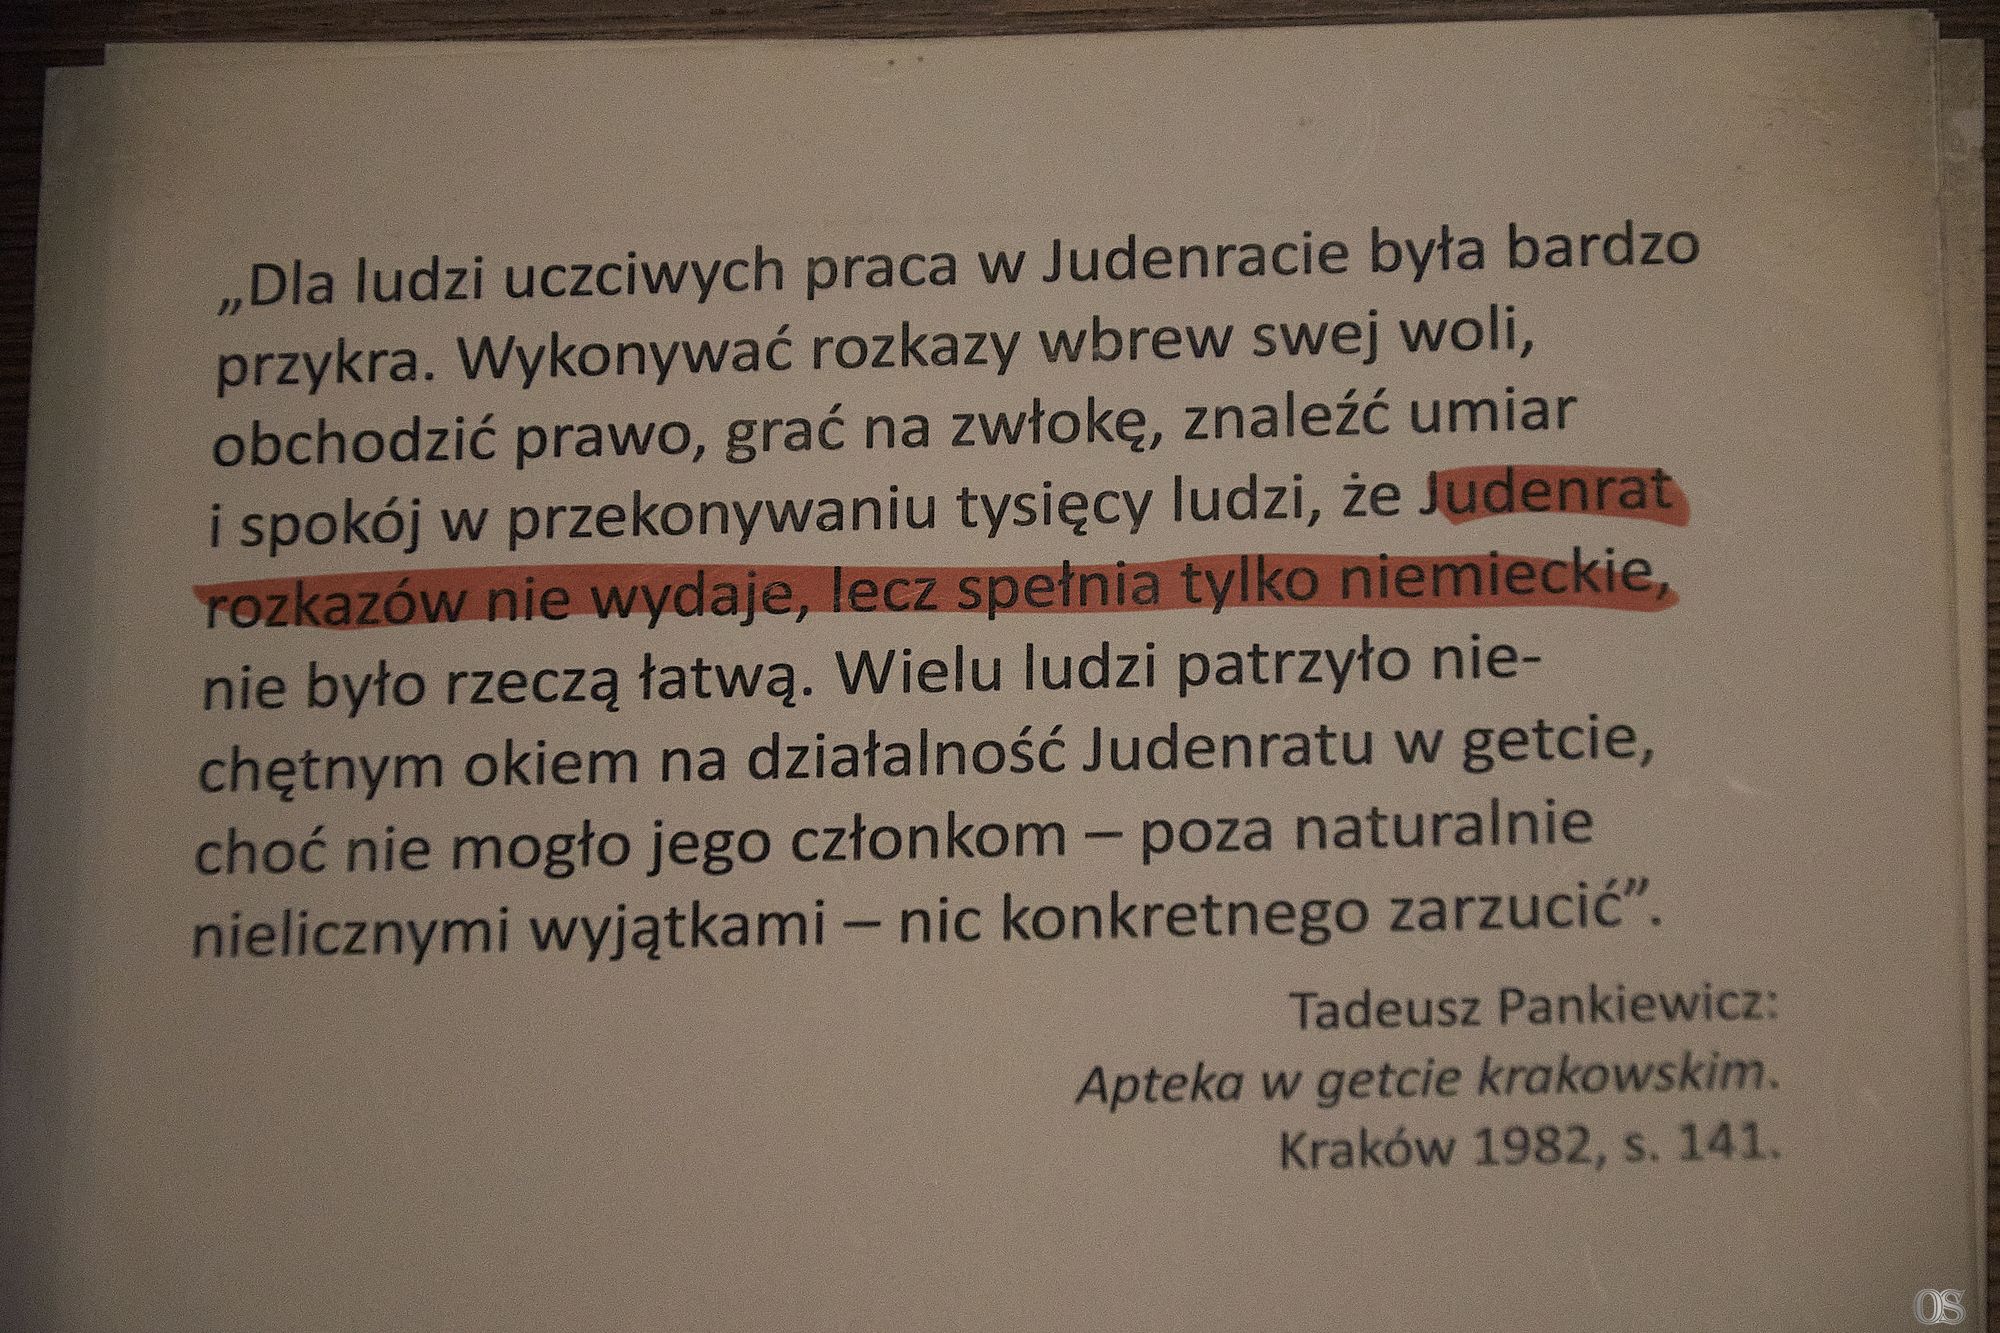 „Dla ludzi uczciwych praca w Judenracie była bardzo
przykra. Wykonywać rozkazy wbrew swej woli,
obchodzić prawo, grać na zwłokę, znaleźć umiar
i spokój w przekonywaniu tysięcy ludzi, że Judenrat
rozkazów nie wydaje, lecz spełnia tylko niemieckie,
nie było rzeczą łatwą. Wielu ludzi patrzyło nie-
chętnym okiem na działalność Judenratu w getcie,
choć nie mogło jego członkom – poza naturalnie
nielicznymi wyjątkami – nic konkretnego zarzucić”.
Tadeusz Pankiewicz:
Apteka w getcie krakowskim.
Kraków 1982, s. 141.
OS